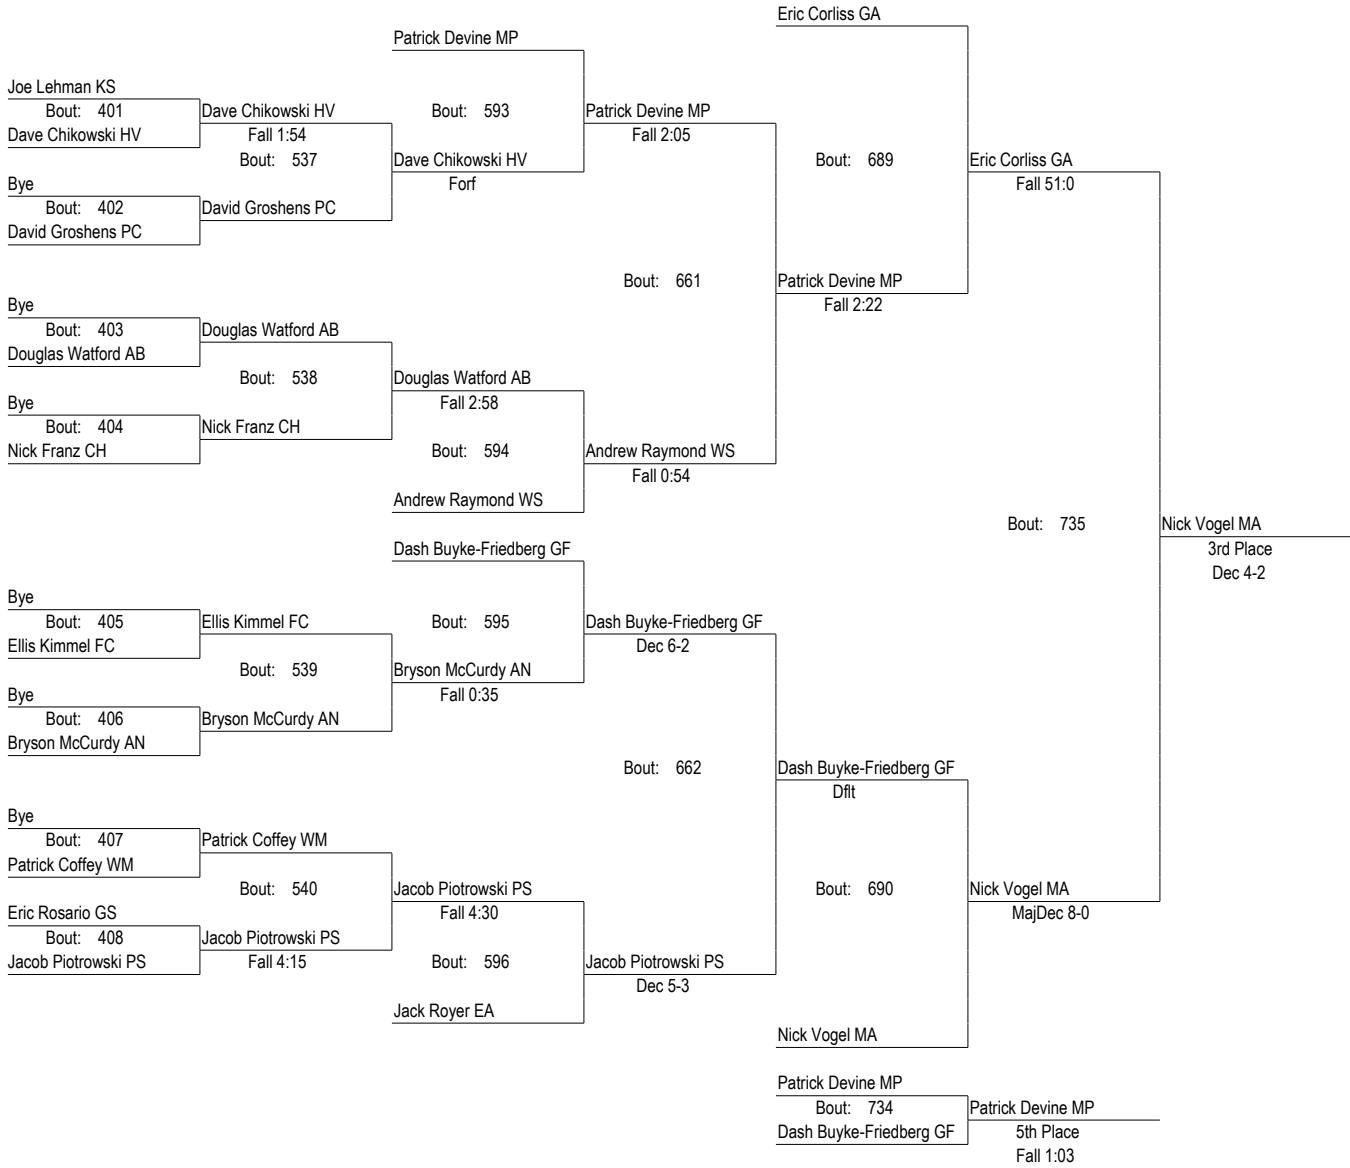 Eric Corliss GA
Patrick Devine MP
Joe Lehman KS
Bout: 401
Dave Chikowski HV
Bout: 593
Patrick Devine MP
Dave Chikowski HV
Fall 1:54
Fall 2:05
Bout: 537
Dave Chikowski HV
Bout: 689
Eric Corliss GA
Bye
Forf
Fall 51:0
Bout: 402
David Groshens PC
David Groshens PC
Bout: 661
Patrick Devine MP
Bye
Fall 2:22
Bout: 403
Douglas Watford AB
Douglas Watford AB
Bout: 538
Douglas Watford AB
Bye
Fall 2:58
Bout: 404
Nick Franz CH
Nick Franz CH
Bout: 594
Andrew Raymond WS
Fall 0:54
Andrew Raymond WS
Bout: 735
Nick Vogel MA
Dash Buyke-Friedberg GF
3rd Place
Dec 4-2
Bye
Bout: 405
Ellis Kimmel FC
Bout: 595
Dash Buyke-Friedberg GF
Ellis Kimmel FC
Dec 6-2
Bout: 539
Bryson McCurdy AN
Bye
Fall 0:35
Bout: 406
Bryson McCurdy AN
Bryson McCurdy AN
Bout: 662
Dash Buyke-Friedberg GF
Dflt
Bye
Bout: 407
Patrick Coffey WM
Patrick Coffey WM
Bout: 540
Jacob Piotrowski PS
Bout: 690
Nick Vogel MA
Eric Rosario GS
Fall 4:30
MajDec 8-0
Bout: 408
Jacob Piotrowski PS
Jacob Piotrowski PS
Fall 4:15
Bout: 596
Jacob Piotrowski PS
Dec 5-3
Jack Royer EA
Nick Vogel MA
Patrick Devine MP
Bout: 734
Patrick Devine MP
Dash Buyke-Friedberg GF
5th Place
Fall 1:03